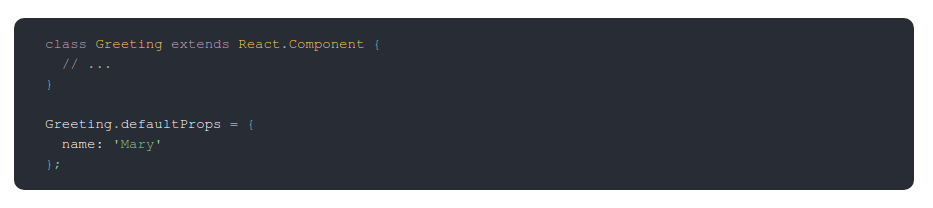 class Greeting extends React.Component {
  // ...
}

Greeting.defaultProps = {
  name: 'Mary'
};